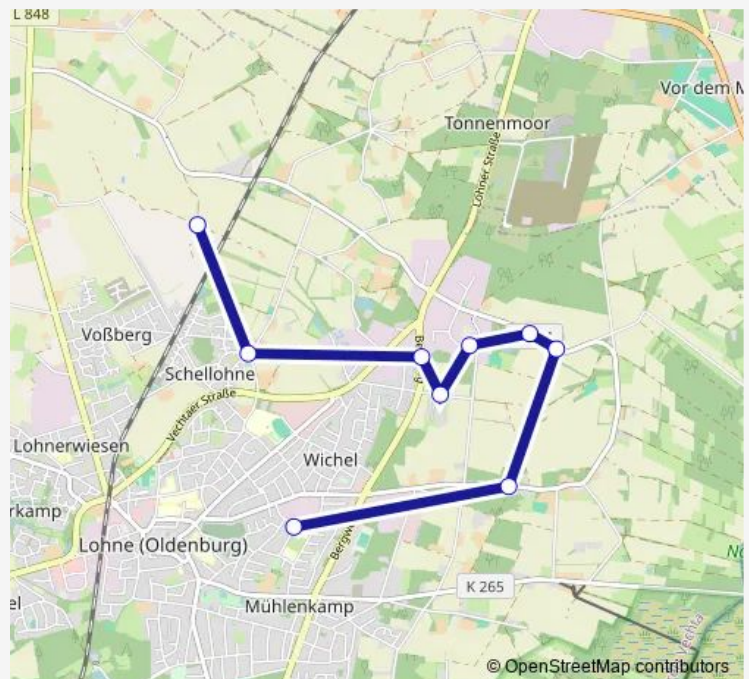 L 848
Vor dem M
Tonnenmoor
Lohner Straße
Voßberg
Schellohne
Vechtaer Straße
Lohnerwiesen
Wichel
rkamp
Lohne (Oldenburg)
Bergw
K 265
el
Mühlenkamp
© OpenStreetMap contributors